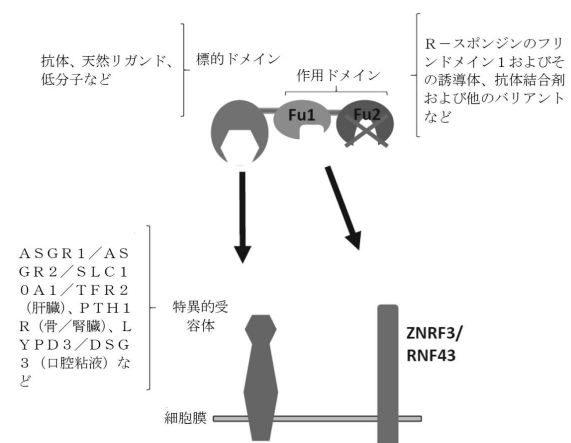 抗体、天然リガンド、
低分子など
標的ドメイン
作用ドメイン
R－スポンジンのフリ
ンドメイン1およびそ
の誘導体、抗体結合剤
および他のバリアント
など
Fu1
Fu2
ASGR1／AS
GR2／SLC1
0A1／TFR2
（肝臓）、PTH1
R（骨／腎臓）、L
YPD3／DSG
3（口腔粘液）な
ど
特異的受
容体
ZNRF3/
RNF43
細胞膜